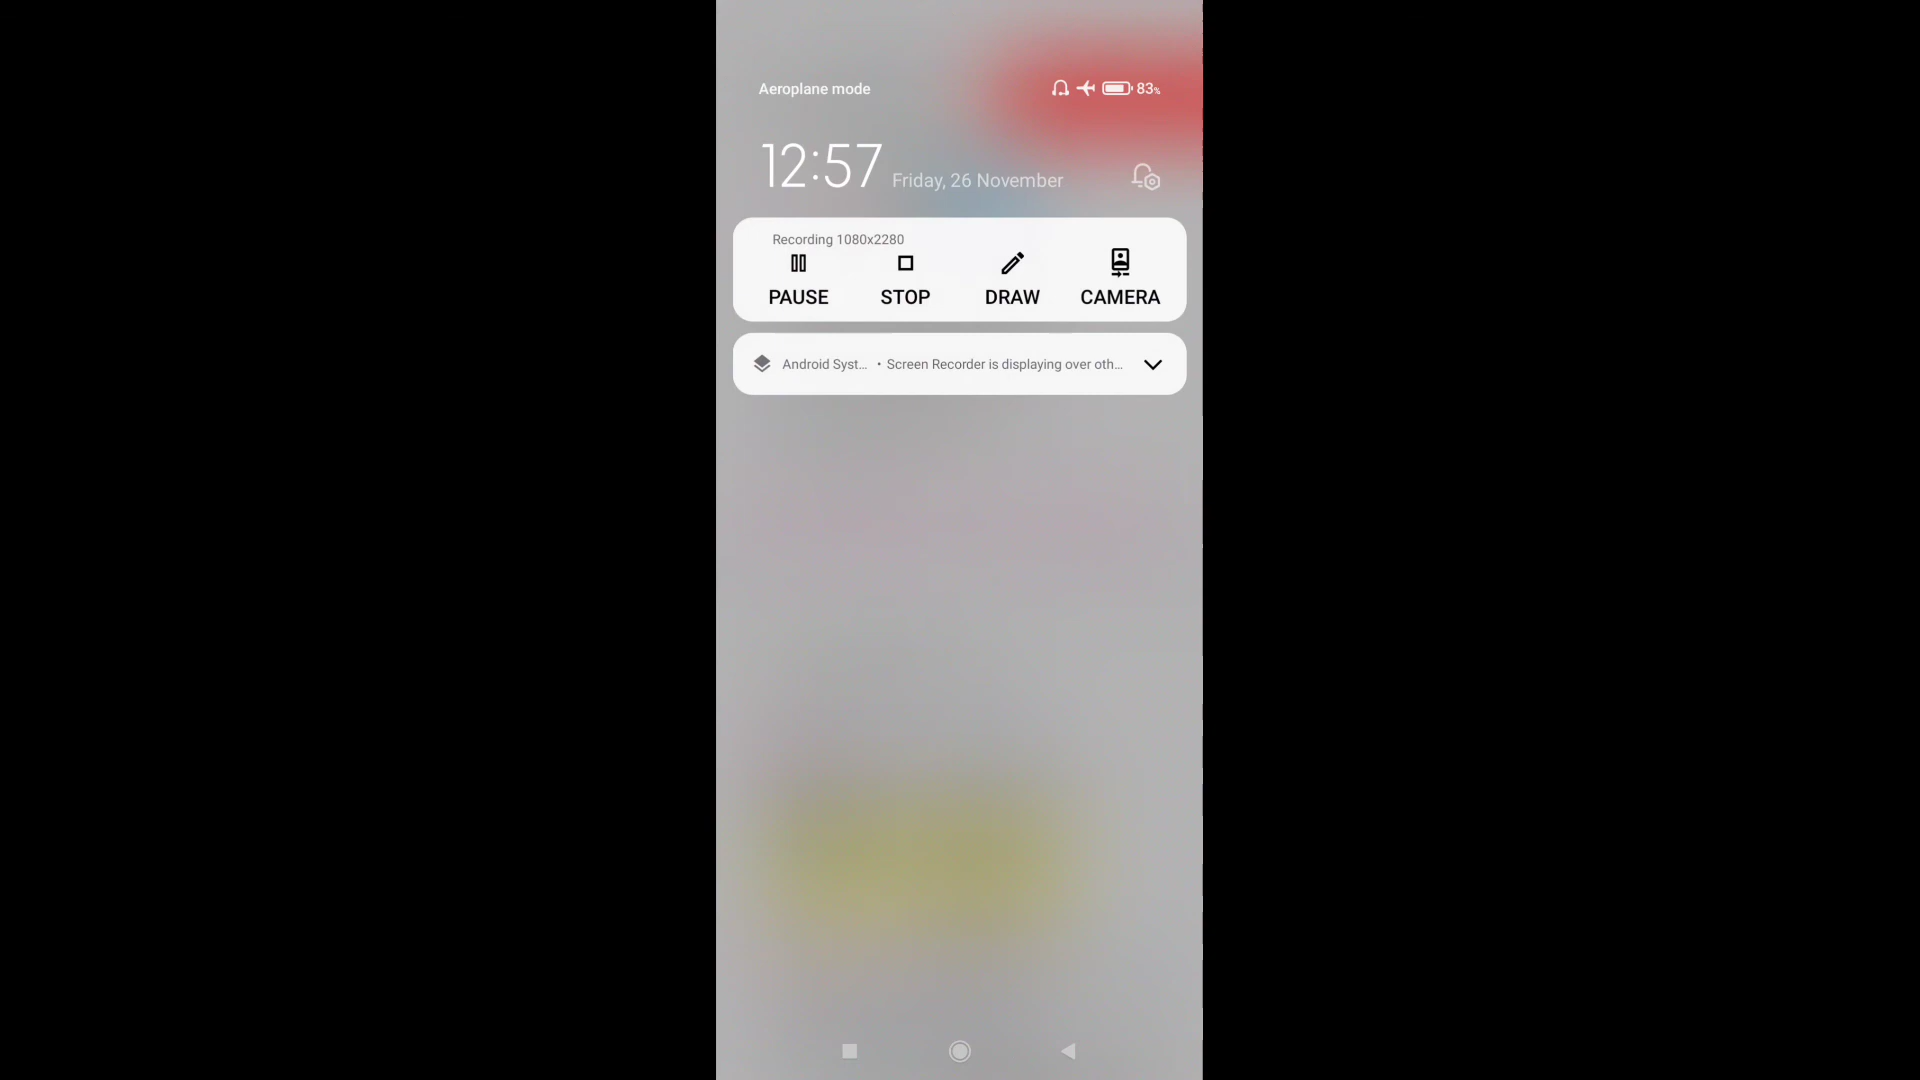 Aeroplane mode 83%
12:57 Friday, 26 November
Recording 1080x2280
PAUSE STOP DRAW CAMERA
Android Syst... • Screen Recorder is displaying over oth...